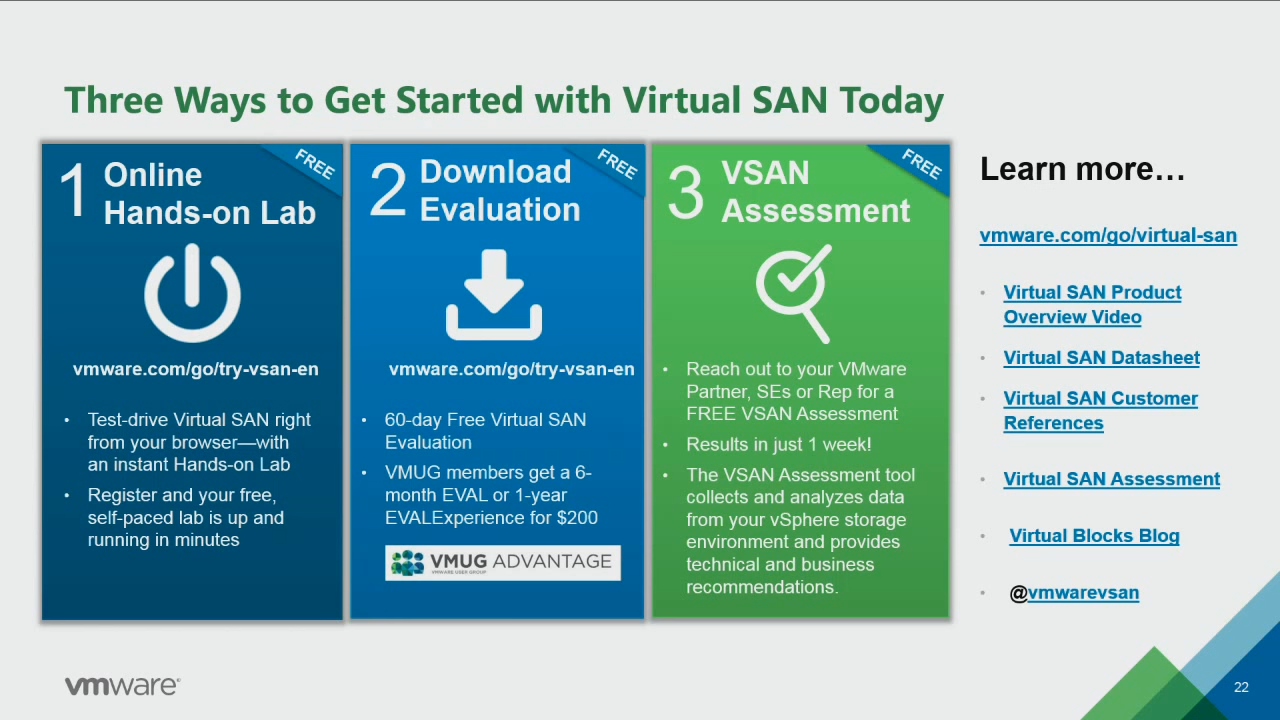 Three Ways to Get Started with Virtual SAN Today
1 Online
Hands-on Lab
FREE
vmware.com/go/try-vsan-en
• Test-drive Virtual SAN right
from your browser—with
an instant Hands-on Lab
• Register and your free,
self-paced lab is up and
running in minutes
2 Download
Evaluation
FREE
vmware.com/go/try-vsan-en
• 60-day Free Virtual SAN
Evaluation
• VMUG members get a 6-
month EVAL or 1-year
EVALExperience for $200
VMUG ADVANTAGE
VMWARE USER GROUP
3 VSAN
Assessment
FREE
• Reach out to your VMware
Partner, SEs or Rep for a
FREE VSAN Assessment
• Results in just 1 week!
• The VSAN Assessment tool
collects and analyzes data
from your vSphere storage
environment and provides
technical and business
recommendations.
Learn more…
vmware.com/go/virtual-san
• Virtual SAN Product
Overview Video
• Virtual SAN Datasheet
• Virtual SAN Customer
References
• Virtual SAN Assessment
• Virtual Blocks Blog
• @vmwarevsan
vmware®
22